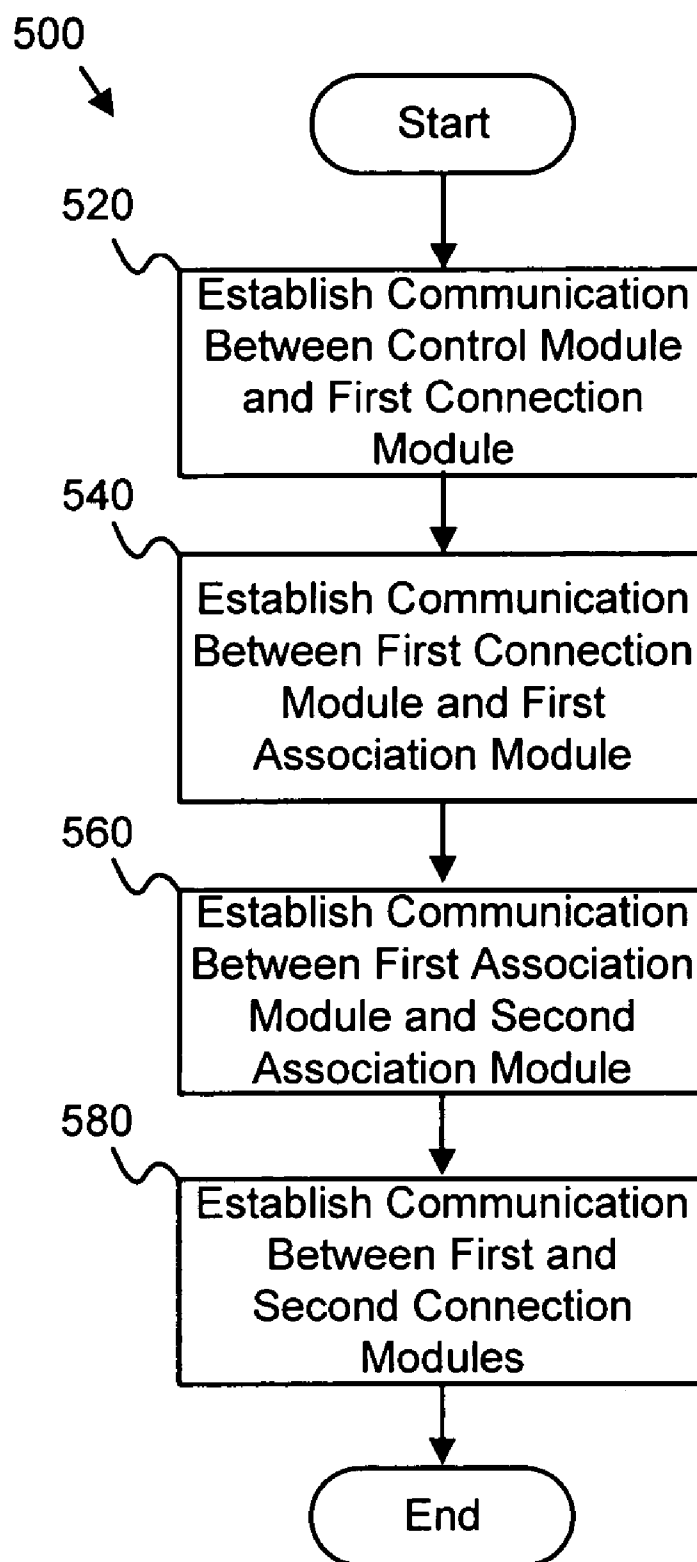 500
Start
520
Establish Communication
Between Control Module
and First Connection
Module
540
Establish Communication
Between First Connection
Module and First
Association Module
560
Establish Communication
Between First Association
Module and Second
Association Module
580
Establish Communication
Between First and
Second Connection
Modules
End